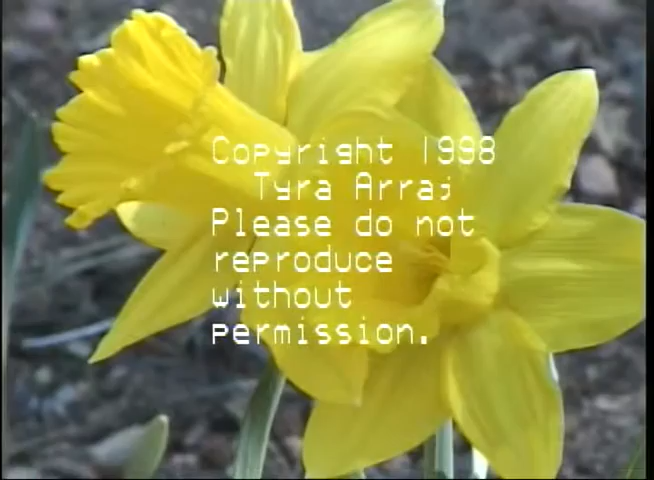 Copyright 1998
Tyra Arraj
Please do not
reproduce
without
permission.